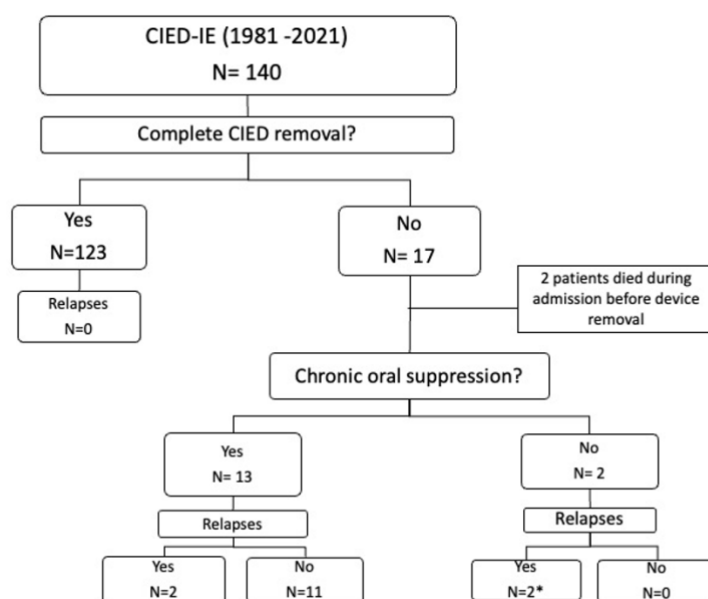 CIED-IE (1981 -2021)
N= 140
Complete CIED removal?
Yes
N=123
No
N= 17
Relapses
N=0
2 patients died during
admission before device
removal
Chronic oral suppression?
Yes
N= 13
No
N= 2
Relapses
Relapses
Yes
N=2
No
N=11
Yes
N=2*
No
N=0